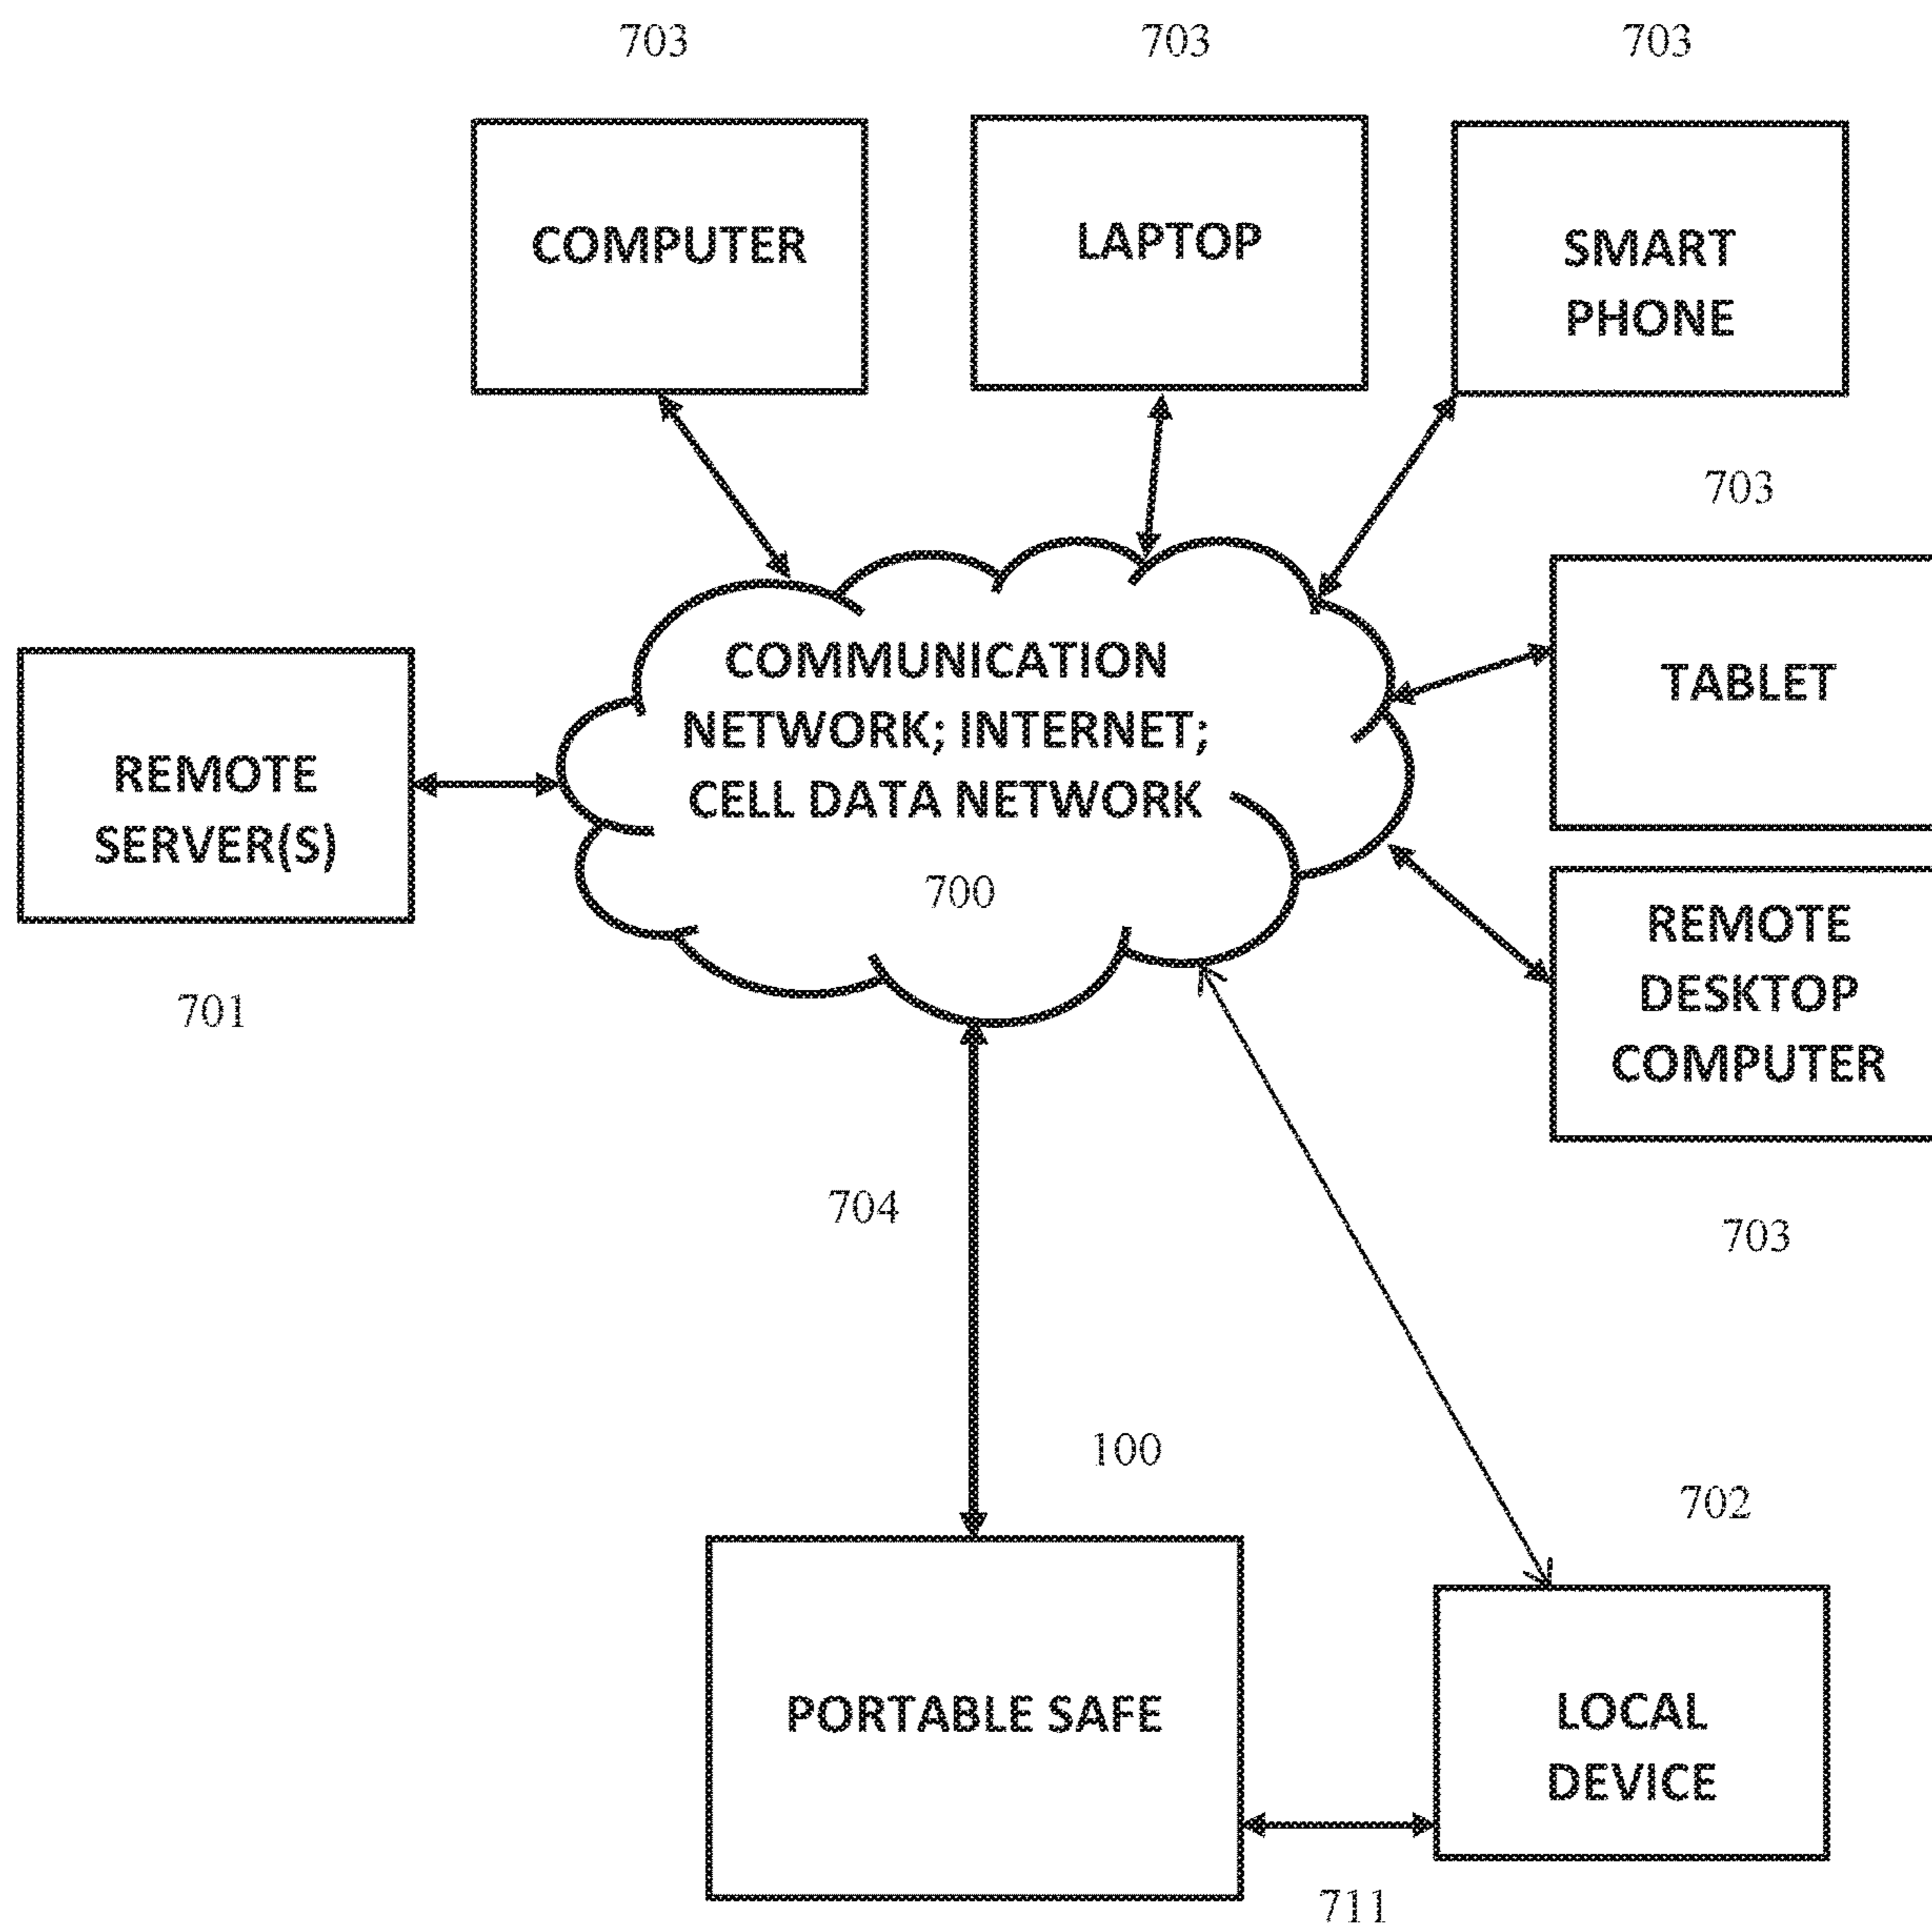 703
703
703
COMPUTER
LAPTOP
SMART
PHONE
703
TABLET
COMMUNICATION
NETWORK; INTERNET;
CELL DATA NETWORK
700
REMOTE
SERVER(S)
701
REMOTE
DESKTOP
COMPUTER
703
704
100
702
PORTABLE SAFE
LOCAL
DEVICE
711